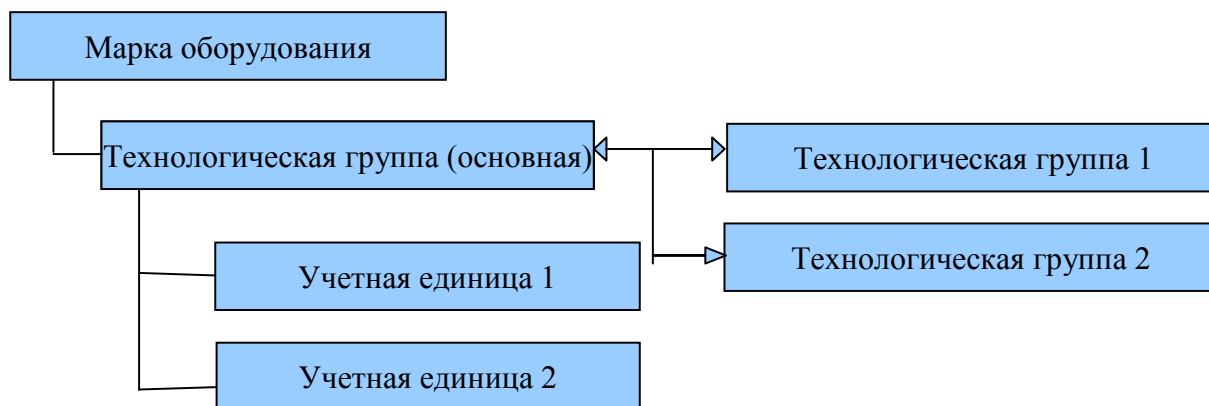 Марка оборудования
Технологическая группа (основная)
Технологическая группа 1
Технологическая группа 2
Учетная единица 1
Учетная единица 2